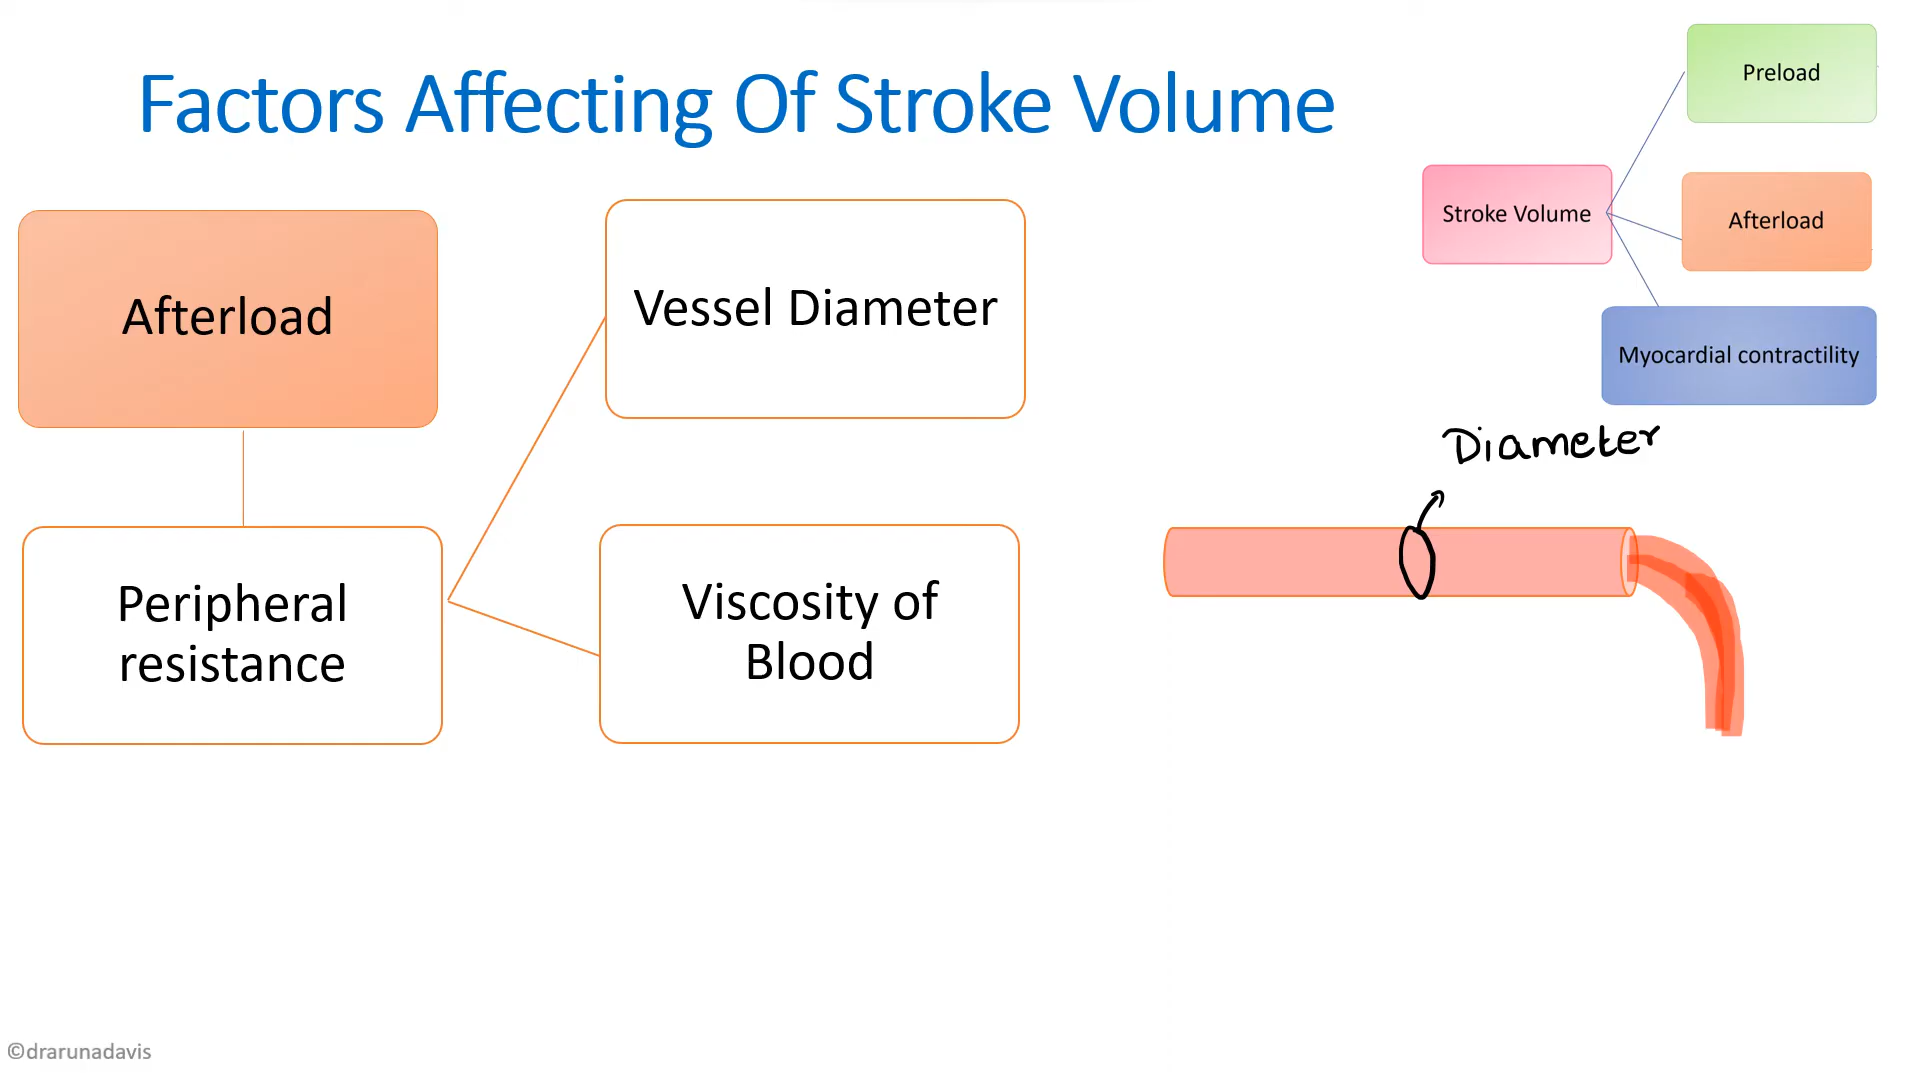 Factors Affecting Of Stroke Volume
Preload
Stroke Volume
Afterload
Myocardial contractility
Afterload
Vessel Diameter
Peripheral
resistance
Viscosity of
Blood
Diameter
©drarunadavis